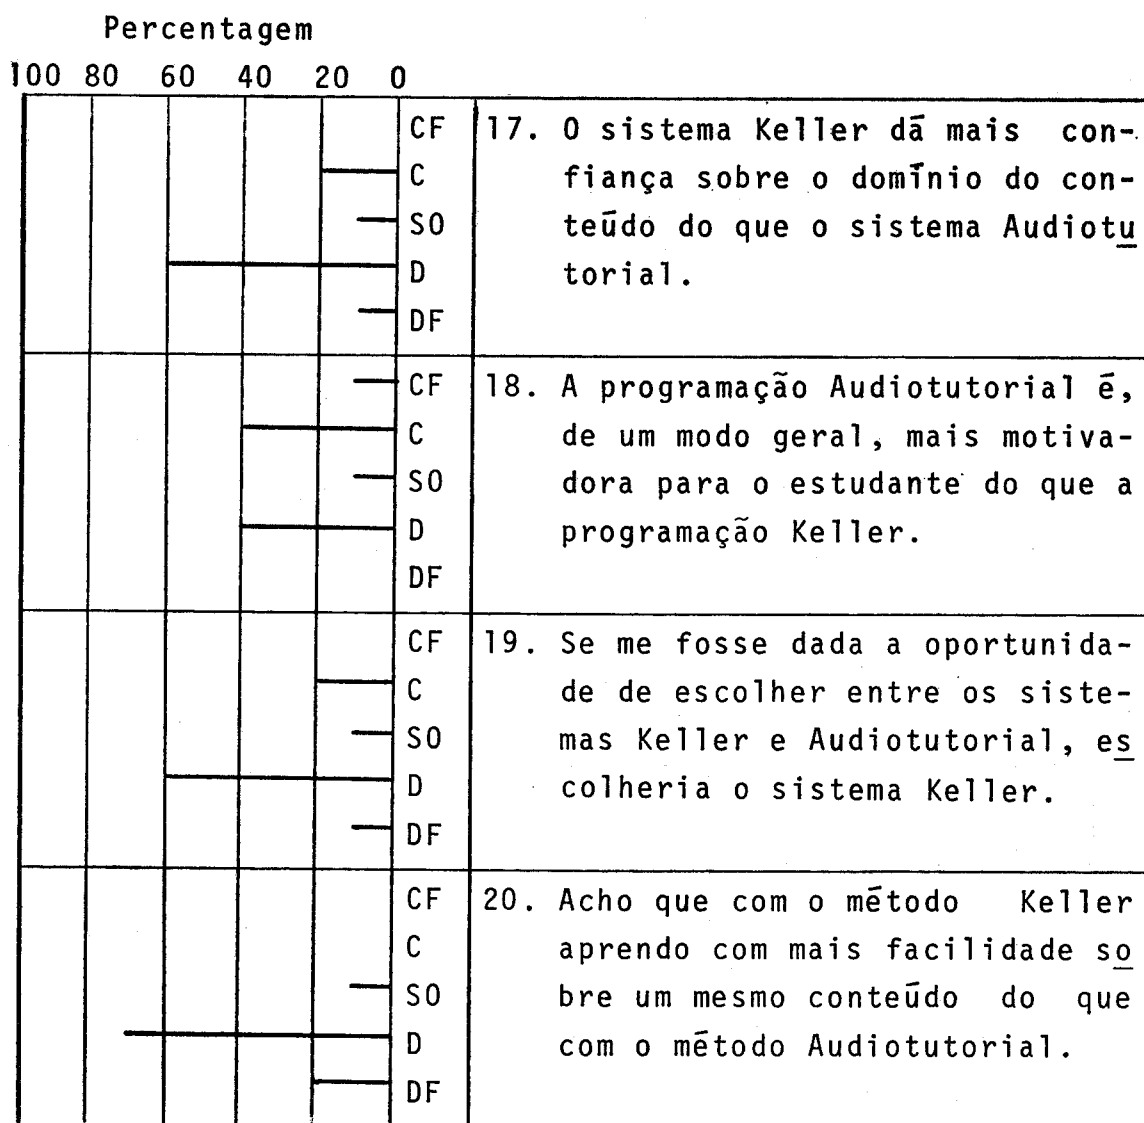 Percentagem
100 80 60 40 20 0
CF 17. O sistema Keller dá mais con-
C fiança sobre o domínio do con-
SO teúdo do que o sistema Audiotu
D torial.
DF
CF 18. A programação Audiotutorial é,
C de um modo geral, mais motiva-
SO dora para o estudante do que a
D programação Keller.
DF
CF 19. Se me fosse dada a oportunida-
C de de escolher entre os siste-
SO mas Keller e Audiotutorial, es
D colheria o sistema Keller.
DF
CF 20. Acho que com o método Keller
C aprendo com mais facilidade so
SO bre um mesmo conteúdo do que
D com o método Audiotutorial.
DF